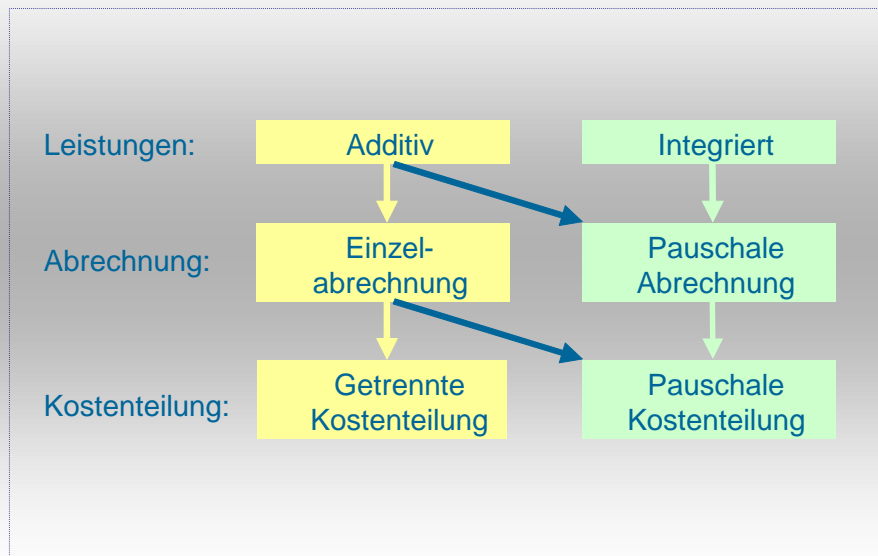 Leistungen:
Additiv
Integriert
Abrechnung:
Einzel-
abrechnung
Pauschale
Abrechnung
Kostenteilung:
Getrennte
Kostenteilung
Pauschale
Kostenteilung